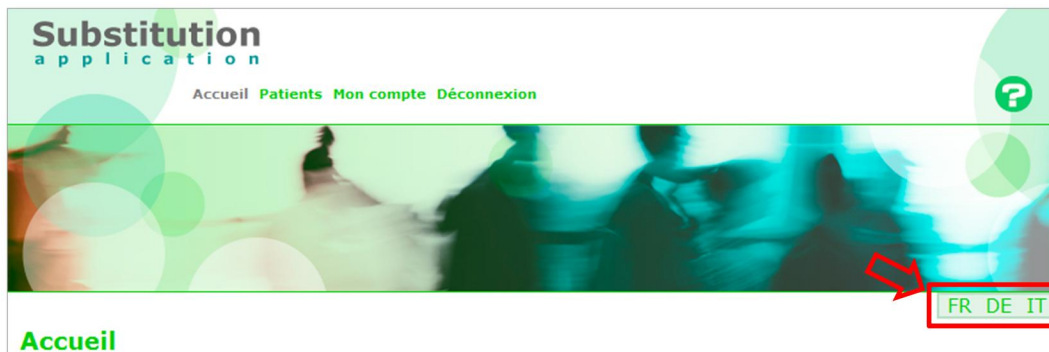 Substitution
application
Accueil Patients Mon compte Déconnexion
?
FR DE IT
Accueil